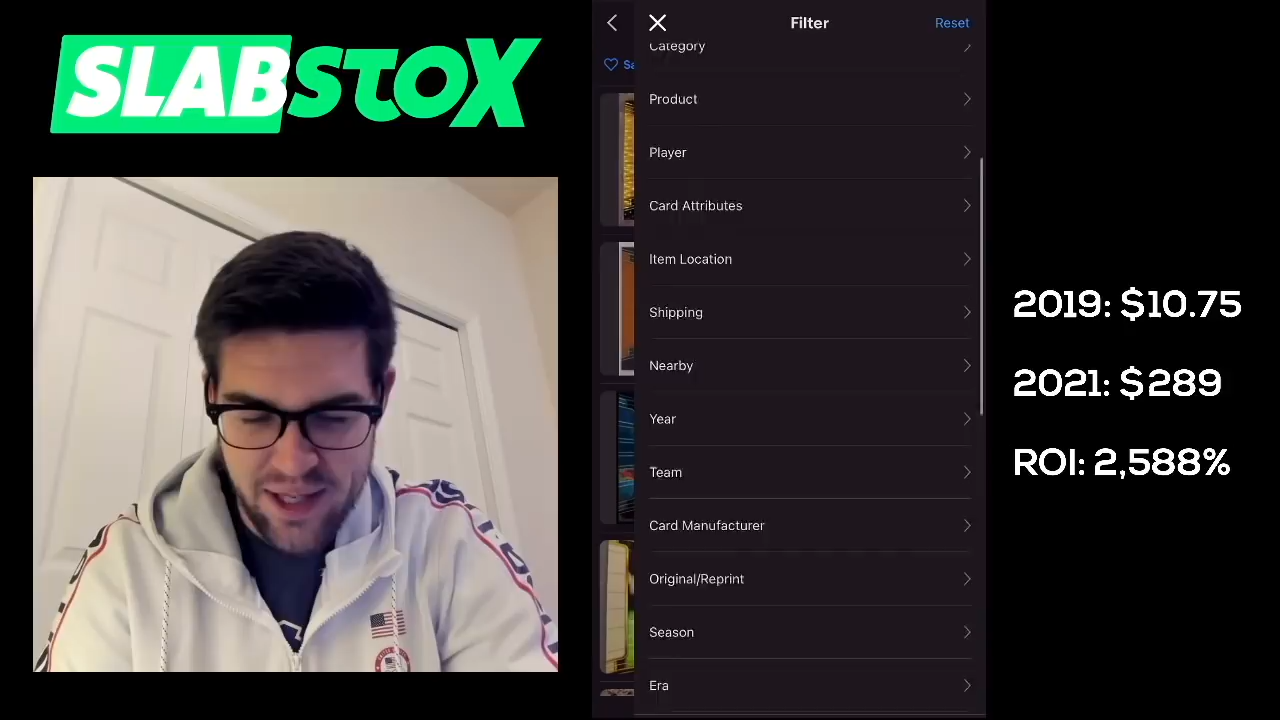 SLABSTOX
Filter
Reset
Sa
Category
Product
Player
Card Attributes
Item Location
Shipping
Nearby
Year
Team
Card Manufacturer
Original/Reprint
Season
Era
2019: $10.75
2021: $289
ROI: 2,588%